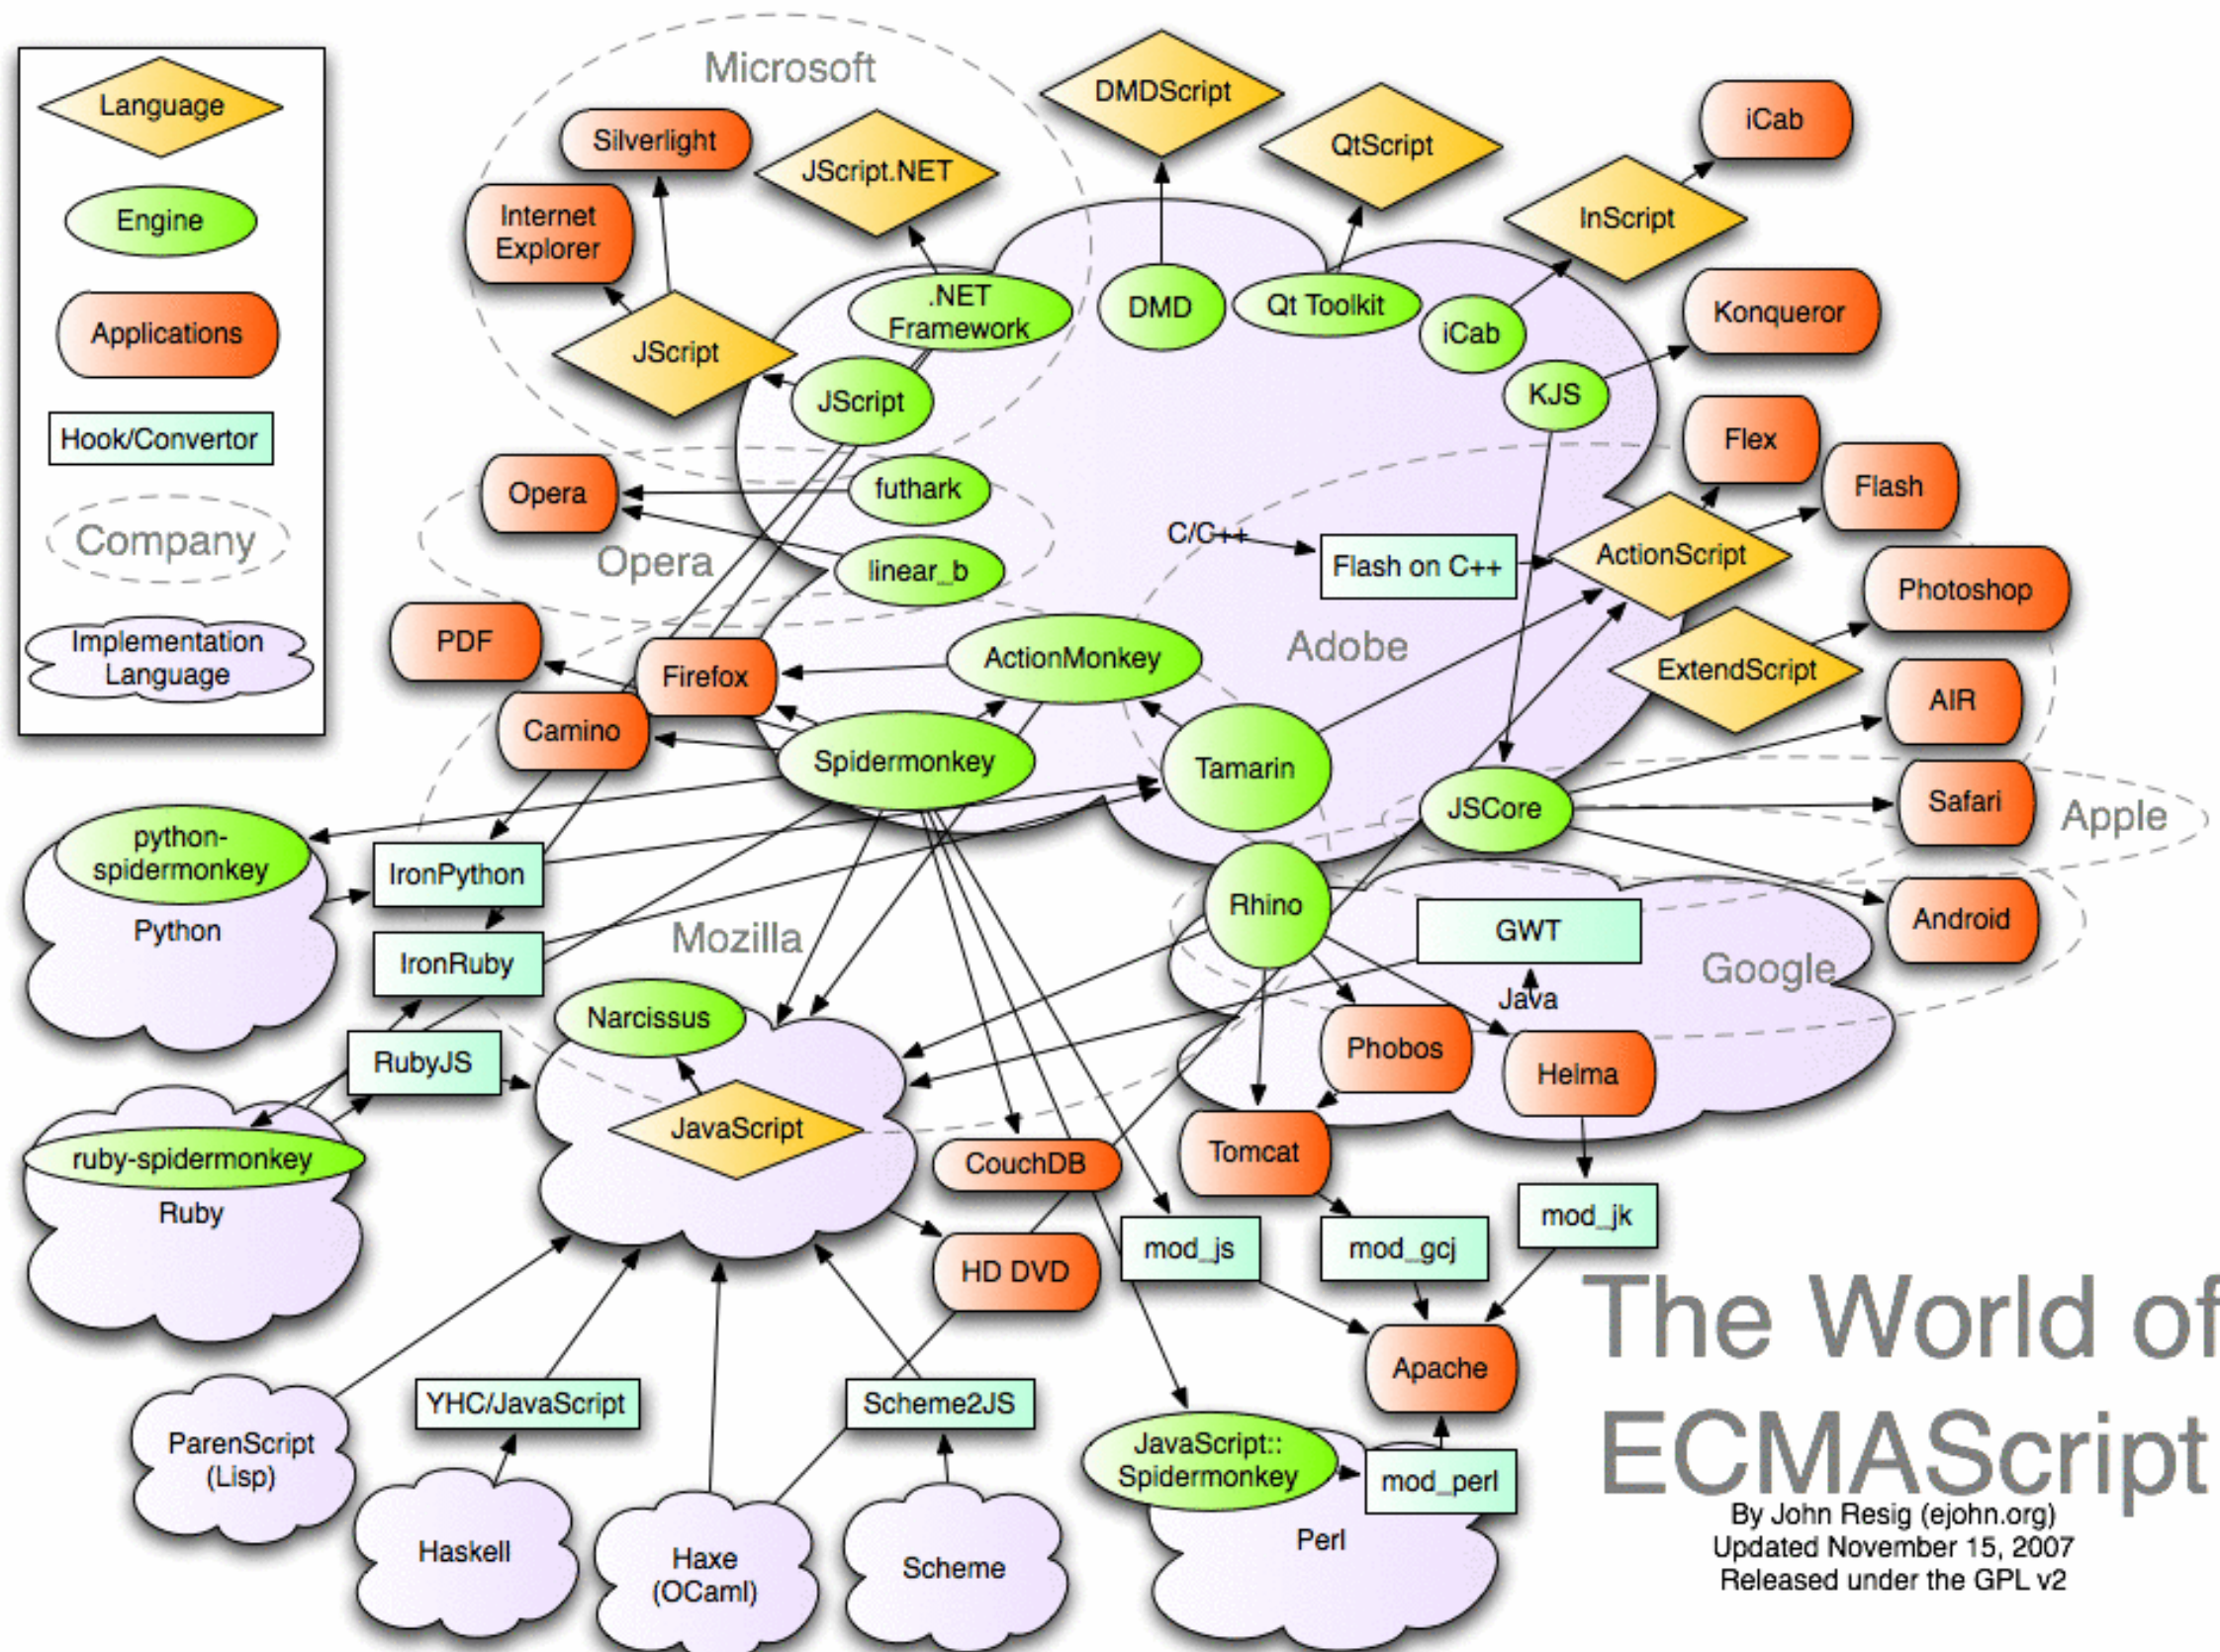 Language
Engine
Applications
Hook/Convertor
Company
Implementation
Language
Microsoft
Silverlight
JScript.NET
Internet
Explorer
.NET
Framework
JScript
JScript
DMDScript
QtScript
iCab
InScript
DMD
Qt Toolkit
iCab
Konqueror
KJS
Flex
Flash
Opera
futhark
Opera
linear_b
C/C++
Flash on C++
ActionScript
Photoshop
Adobe
ExtendScript
PDF
Firefox
ActionMonkey
AIR
Camino
Spidermonkey
Tamarin
JSCore
Safari
Apple
python-
spidermonkey
Python
IronPython
IronRuby
RubyJS
Mozilla
Rhino
GWT
Java
Google
Android
Narcissus
JavaScript
Phobos
Helma
ruby-spidermonkey
Ruby
CouchDB
Tomcat
HD DVD
mod_js
mod_gcj
mod_jk
Apache
ParenScript
(Lisp)
YHC/JavaScript
Haskell
Haxe
(OCaml)
Scheme2JS
Scheme
JavaScript::
Spidermonkey
mod_perl
Perl
The World of
ECMAScript
By John Resig (ejohn.org)
Updated November 15, 2007
Released under the GPL v2